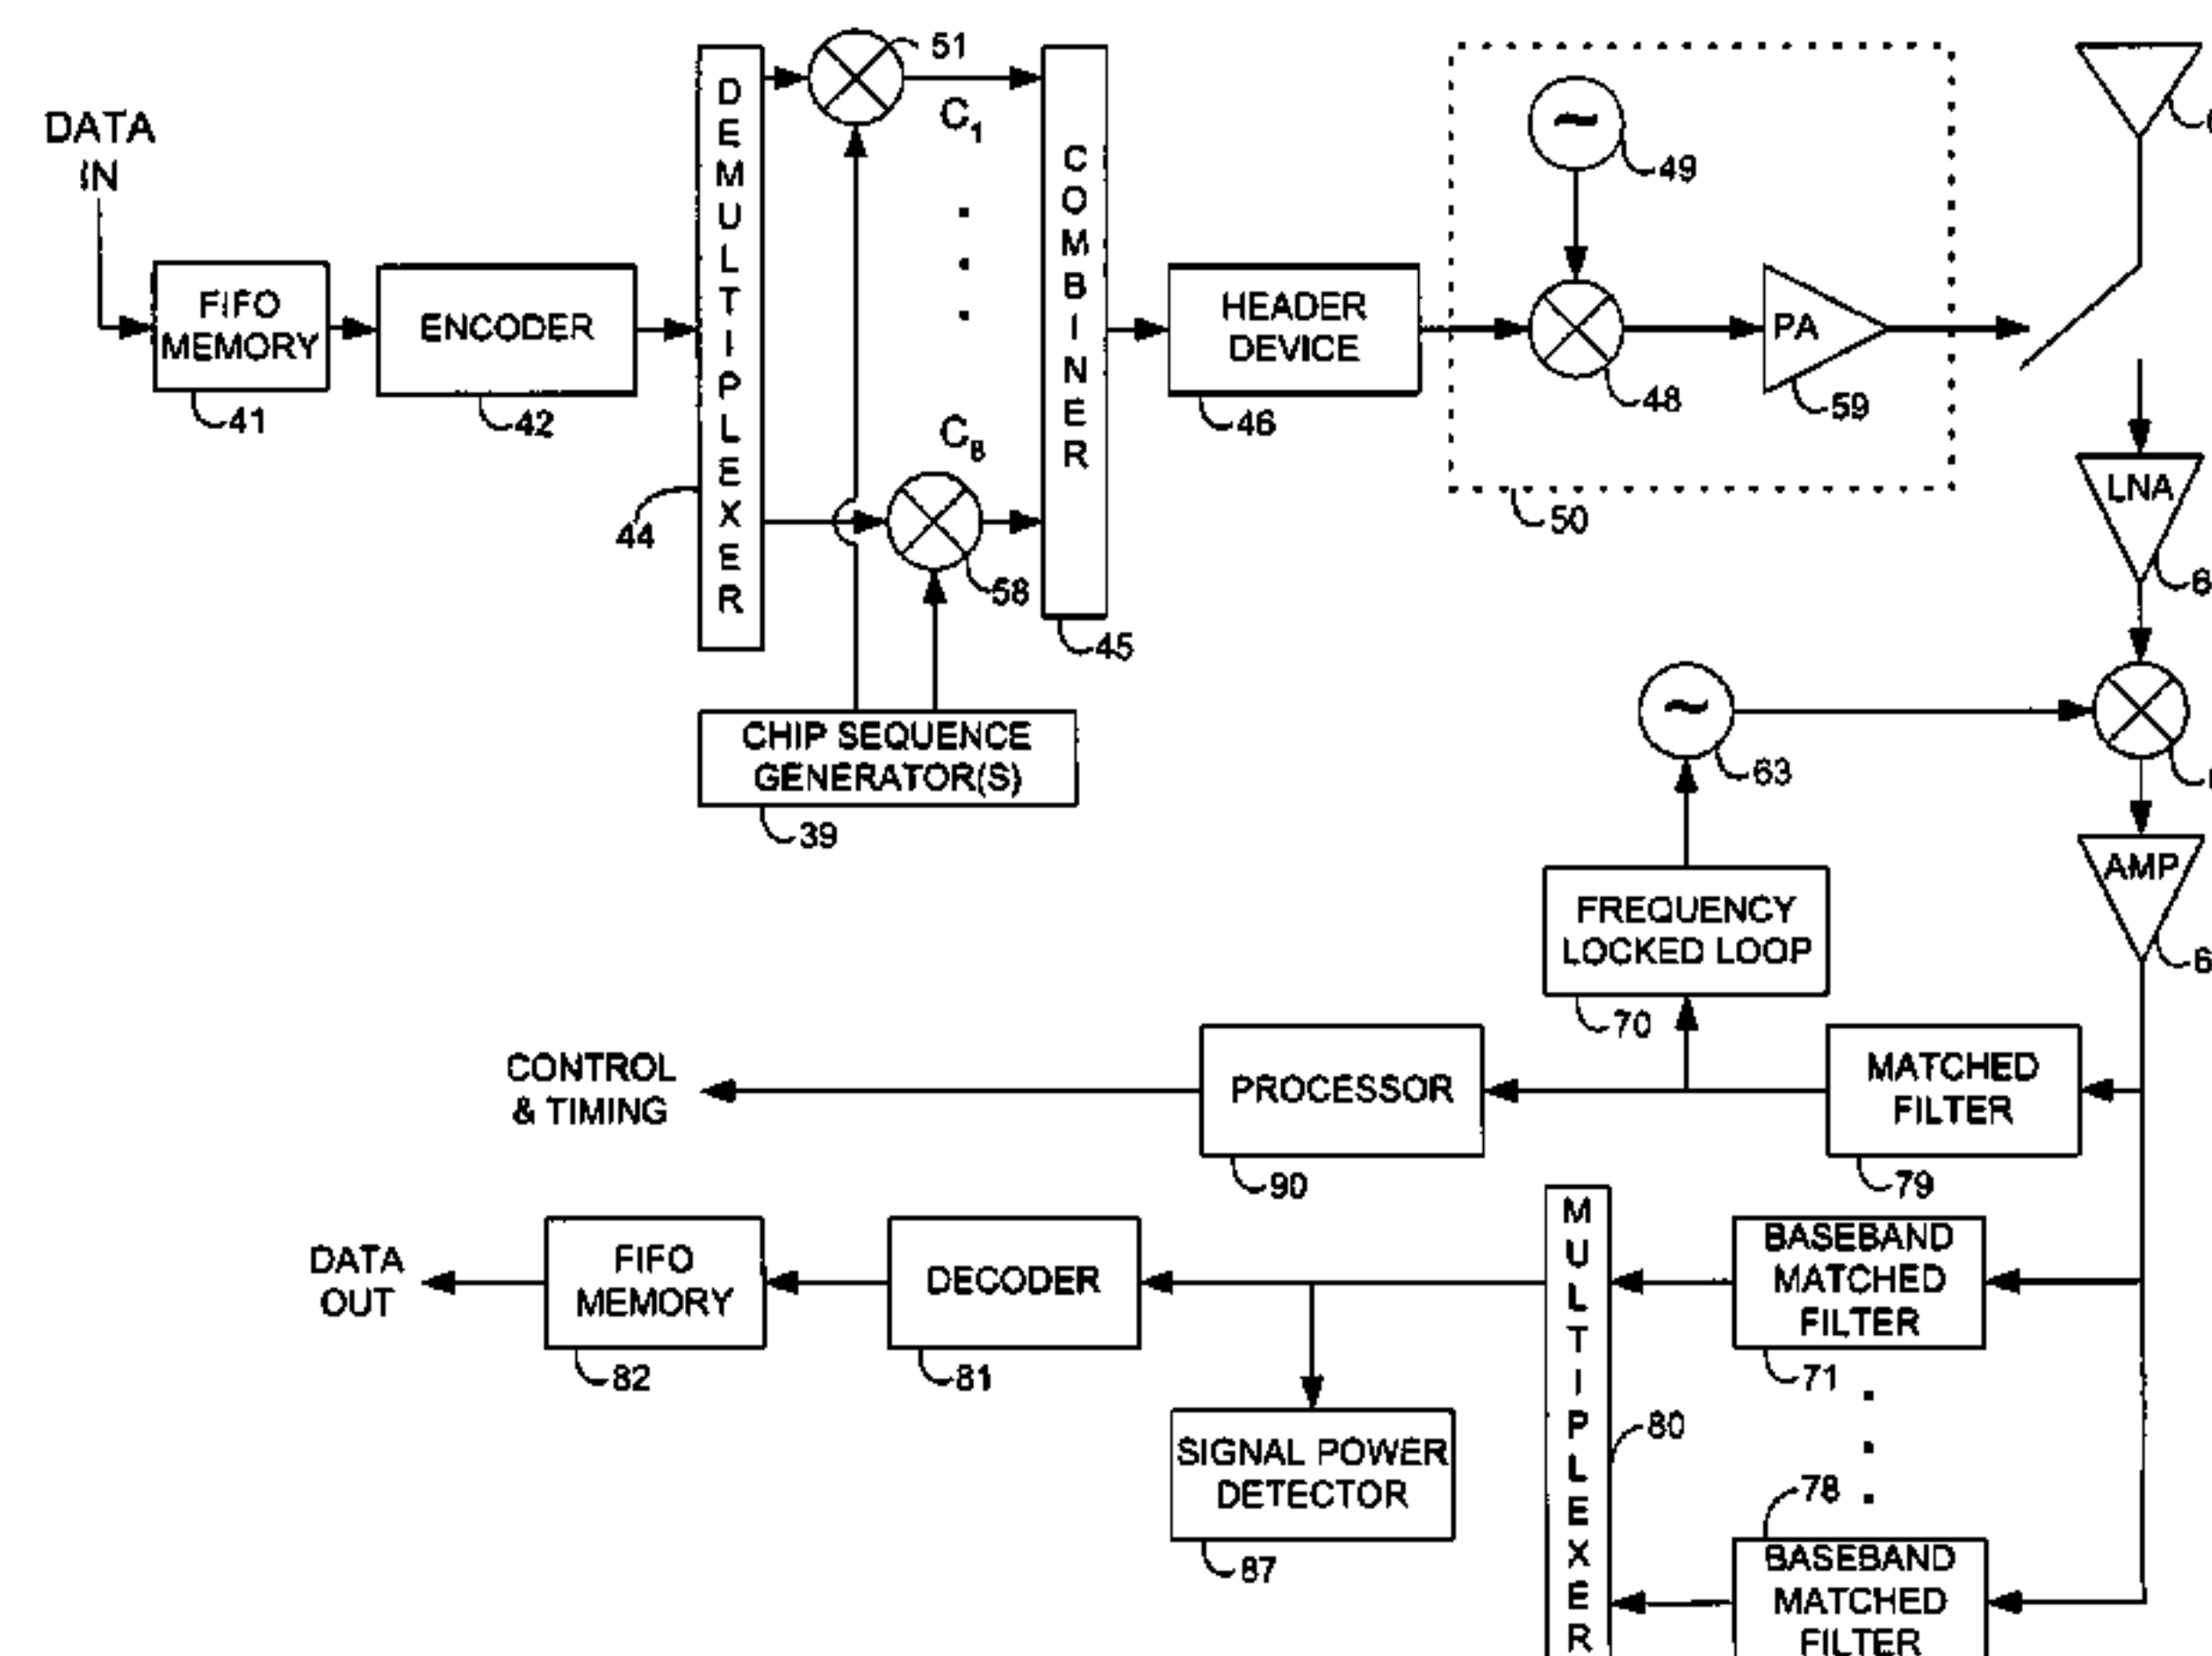 51
C1
DATA
IN
DEMULTIPLEXER
COMBINER
49
FIFO
MEMORY
ENCODER
HEADER
DEVICE
PA
41
42
46
48
59
C8
LNA
44
50
58
45
CHIP SEQUENCE
GENERATOR(S)
39
63
AMP
FREQUENCY
LOCKED LOOP
70
CONTROL
& TIMING
PROCESSOR
MATCHED
FILTER
90
79
DATA
OUT
FIFO
MEMORY
DECODER
MULTIPLEXER
BASEBAND
MATCHED
FILTER
82
81
71
80
SIGNAL POWER
DETECTOR
78
87
BASEBAND
MATCHED
FILTER